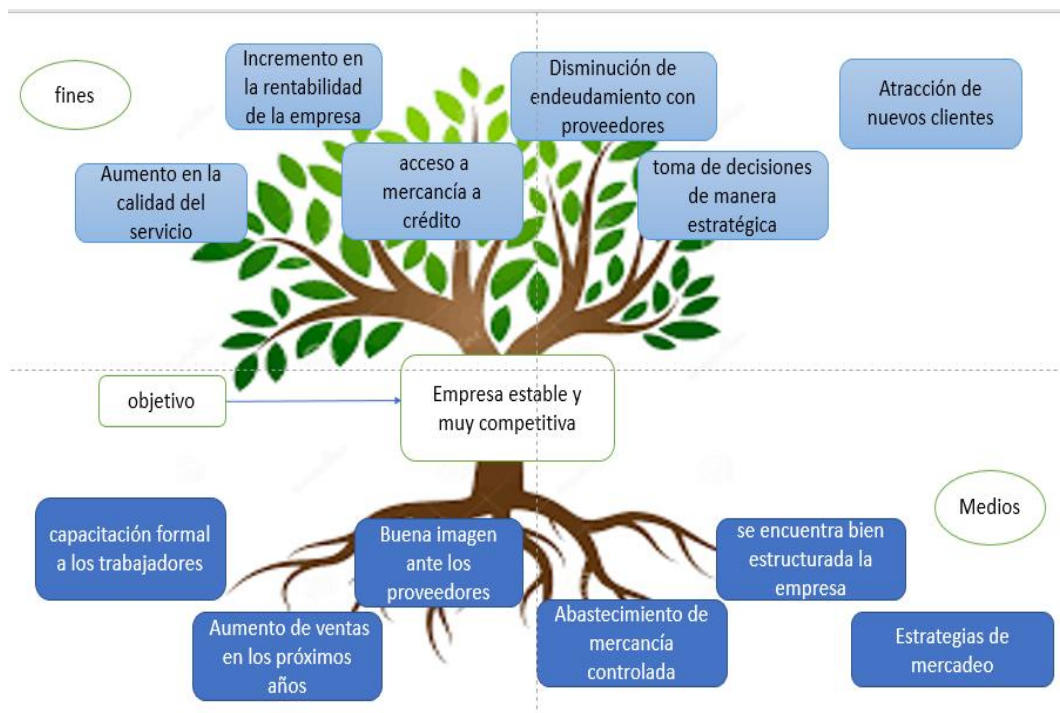 fines
Incremento en
la rentabilidad
de la empresa
Disminución de
endeudamiento con
proveedores
Atracción de
nuevos clientes
Aumento en la
calidad del
servicio
acceso a
mercancía a
crédito
toma de decisiones
de manera
estratégica
objetivo
Empresa estable y
muy competitiva
Medios
capacitación formal
a los trabajadores
Buena imagen
ante los
proveedores
se encuentra bien
estructurada la
empresa
Aumento de ventas
en los próximos
años
Abastecimiento de
mercancía
controlada
Estrategias de
mercadeo